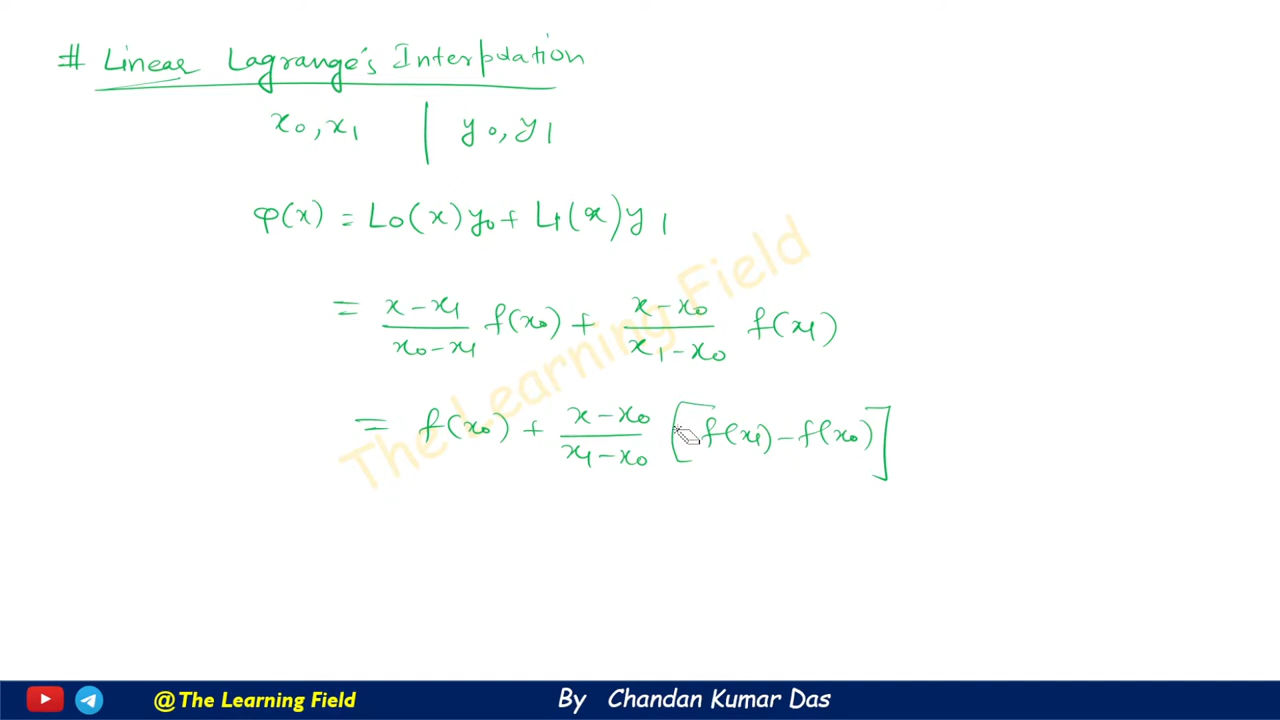 # Linear Lagrange's Interpolation
x0, x1 | y0, y1
φ(x) = L0(x)y0 + L1(x)y1
= x-x1/x0-x1 f(x0) + x-x0/x1-x0 f(x1)
= f(x0) + x-x0/x1-x0 [f(x1) - f(x0)]
The Learning Field
@The Learning Field By Chandan Kumar Das